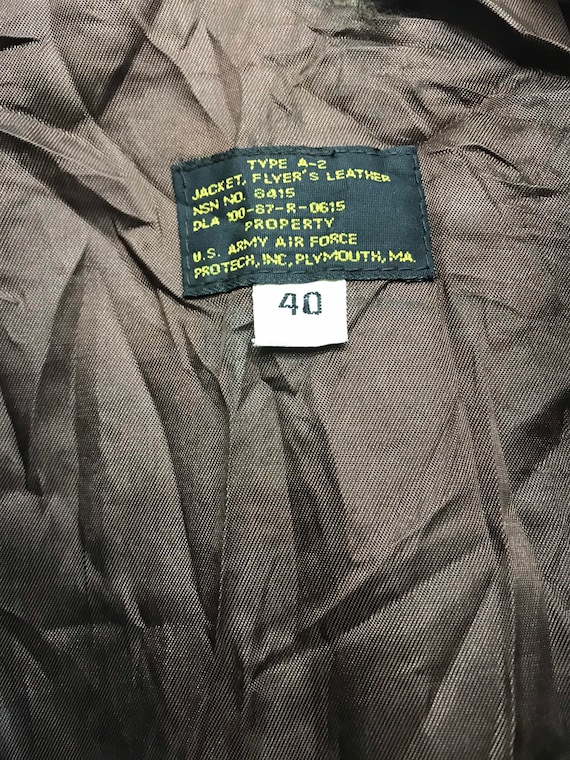 TYPE A-2
JACKET, FLYER'S LEATHER
NSN NO. 8415
DLA 100-87-R-0615
PROPERTY
U.S. ARMY AIR FORCE
PROTECH, INC, PLYMOUTH, MA.
40